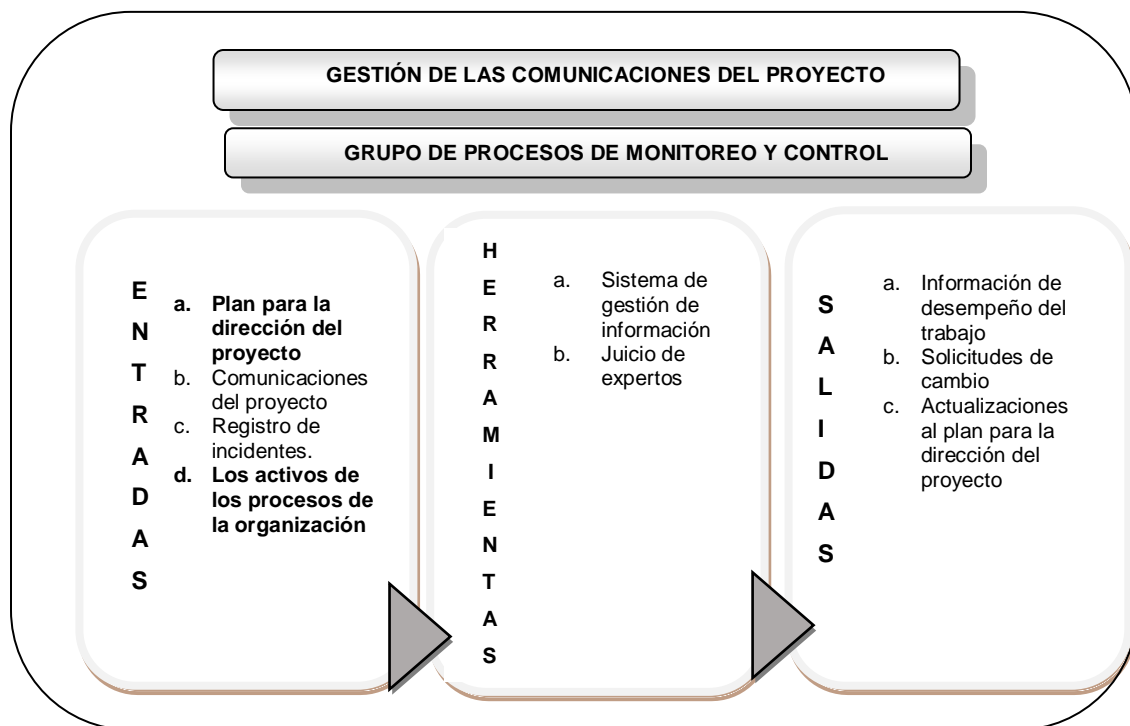 GESTIÓN DE LAS COMUNICACIONES DEL PROYECTO
GRUPO DE PROCESOS DE MONITOREO Y CONTROL
E
N
T
R
A
D
A
S
a. Plan para la
dirección del
proyecto
b. Comunicaciones
del proyecto
c. Registro de
incidentes.
d. Los activos de
los procesos de
la organización
H
E
R
R
A
M
I
E
N
T
A
S
a. Sistema de
gestión de
información
b. Juicio de
expertos
S
A
L
I
D
A
S
a. Información de
desempeño del
trabajo
b. Solicitudes de
cambio
c. Actualizaciones
al plan para la
dirección del
proyecto